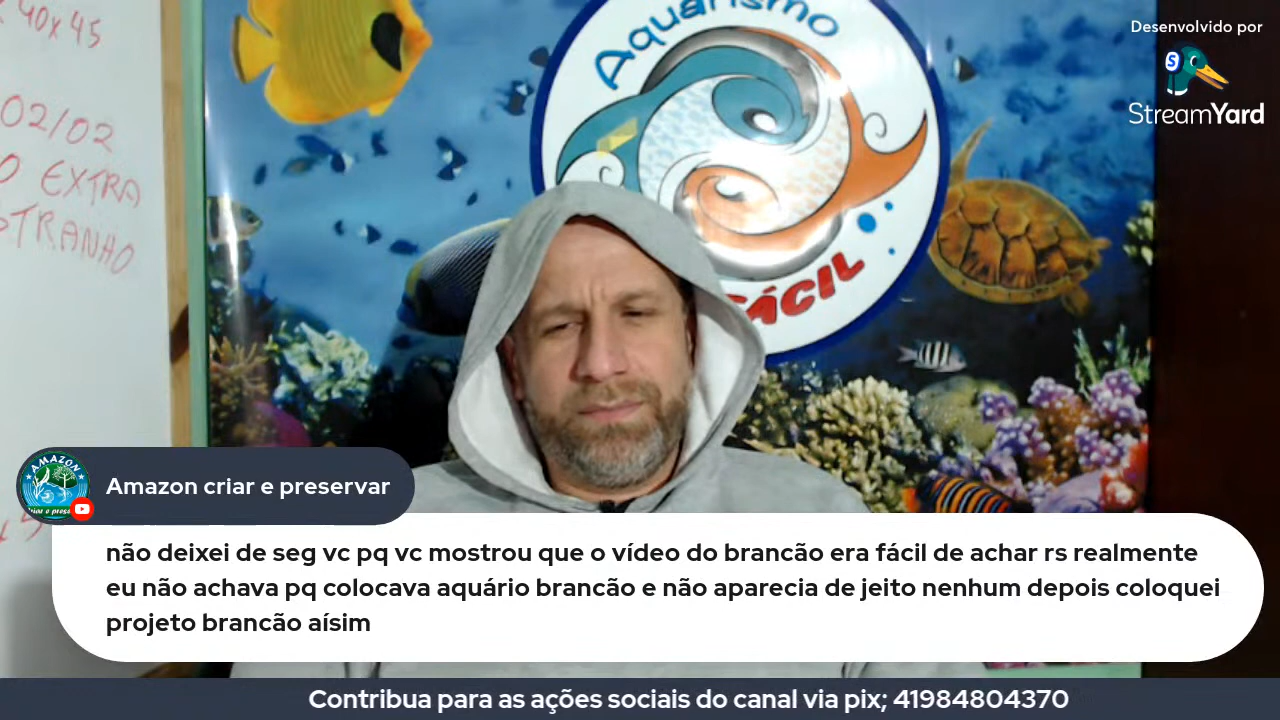 40x45
Aquarismo
Desenvolvido por
StreamYard
02/02
O EXTRA
STRANHO
FÁCIL
AMAZON
Amazon criar e preservar
não deixei de seg vc pq vc mostrou que o vídeo do brancão era fácil de achar rs realmente
eu não achava pq colocava aquário brancão e não aparecia de jeito nenhum depois coloquei
projeto brancão aísim
Contribua para as ações sociais do canal via pix; 41984804370